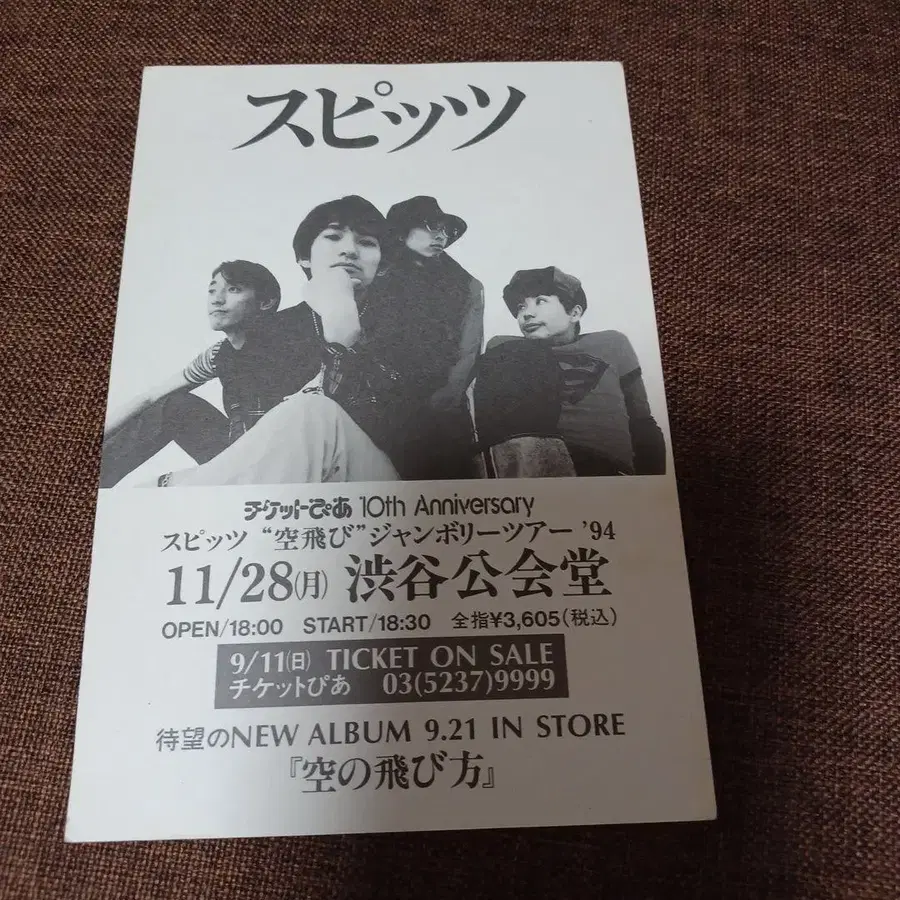 スピッツ
チケットぴあ 10th Anniversary
スピッツ “空飛び”ジャンボリーツアー ’94
11/28(月) 渋谷公会堂
OPEN/18:00 START/18:30 全指¥3,605(税込)
9/11(日) TICKET ON SALE
チケットぴあ 03(5237)9999
待望のNEW ALBUM 9.21 IN STORE
『空の飛び方』